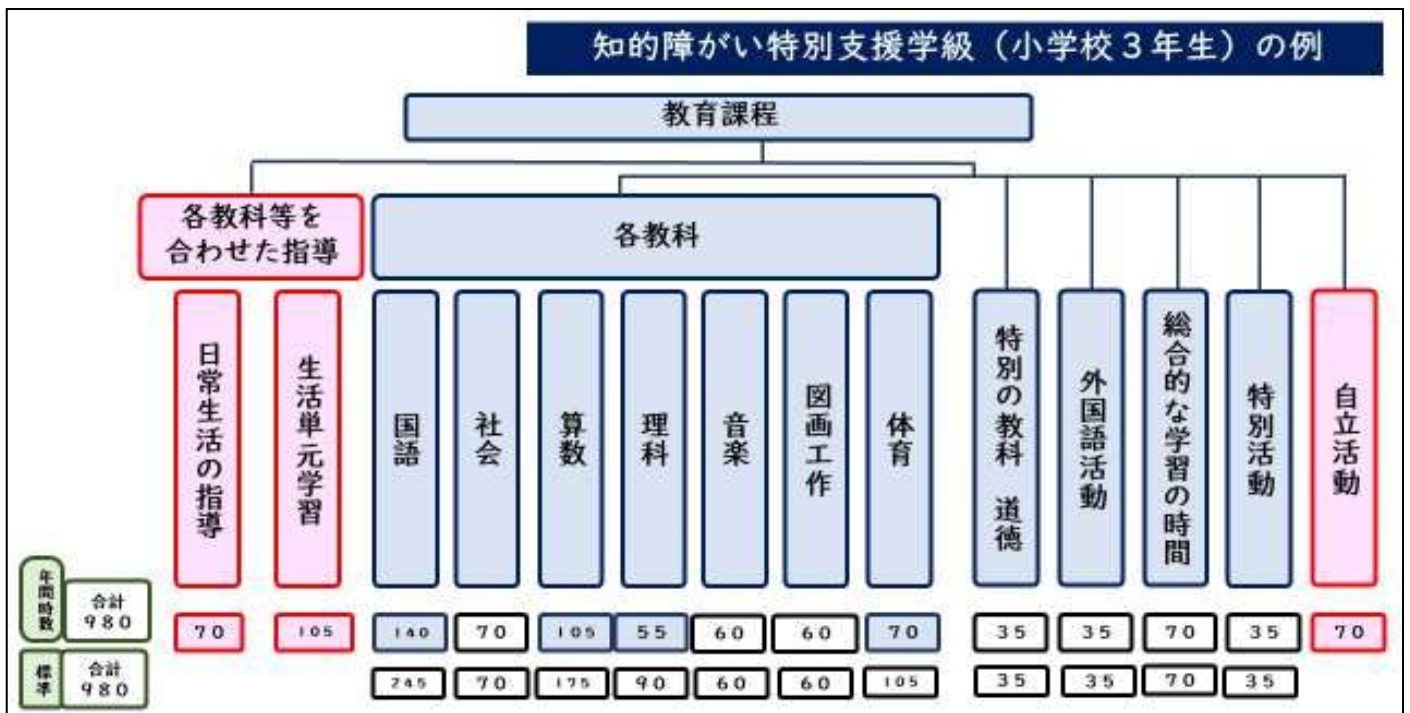 知的障がい特別支援学級（小学校３年生）の例
教育課程
各教科等を
合わせた指導
各教科
日常生活の指導
生活単元学習
国語
社会
算数
理科
音楽
図画工作
体育
特別の教科　道徳
外国語活動
総合的な学習の時間
特別活動
自立活動
年間時数
合計
９８０
７０
１０５
１４０
７０
１０５
５５
６０
６０
７０
３５
３５
７０
３５
７０
標準
合計
９８０
２４５
７０
１７５
９０
６０
６０
１０５
３５
３５
７０
３５